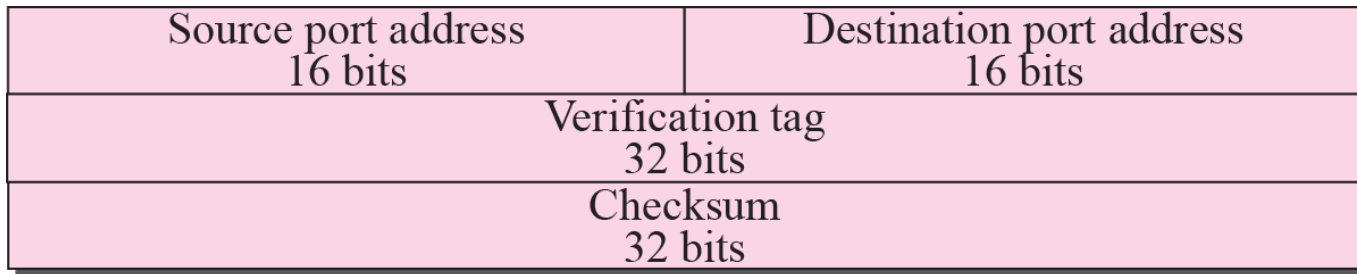 Source port address
16 bits
Destination port address
16 bits
Verification tag
32 bits
Checksum
32 bits